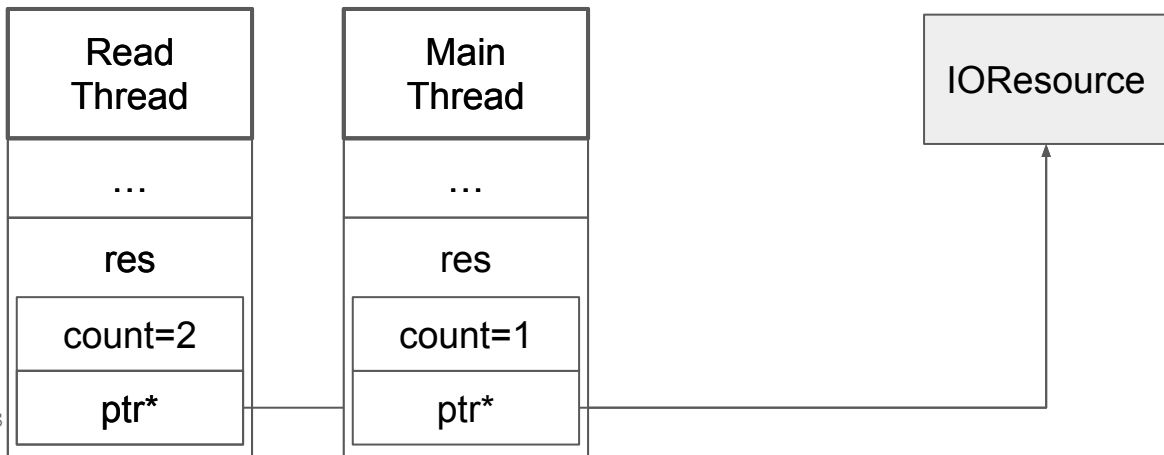 Read
Thread
...
res
count=2
ptr*
Main
Thread
...
res
count=1
ptr*
IOResource
s